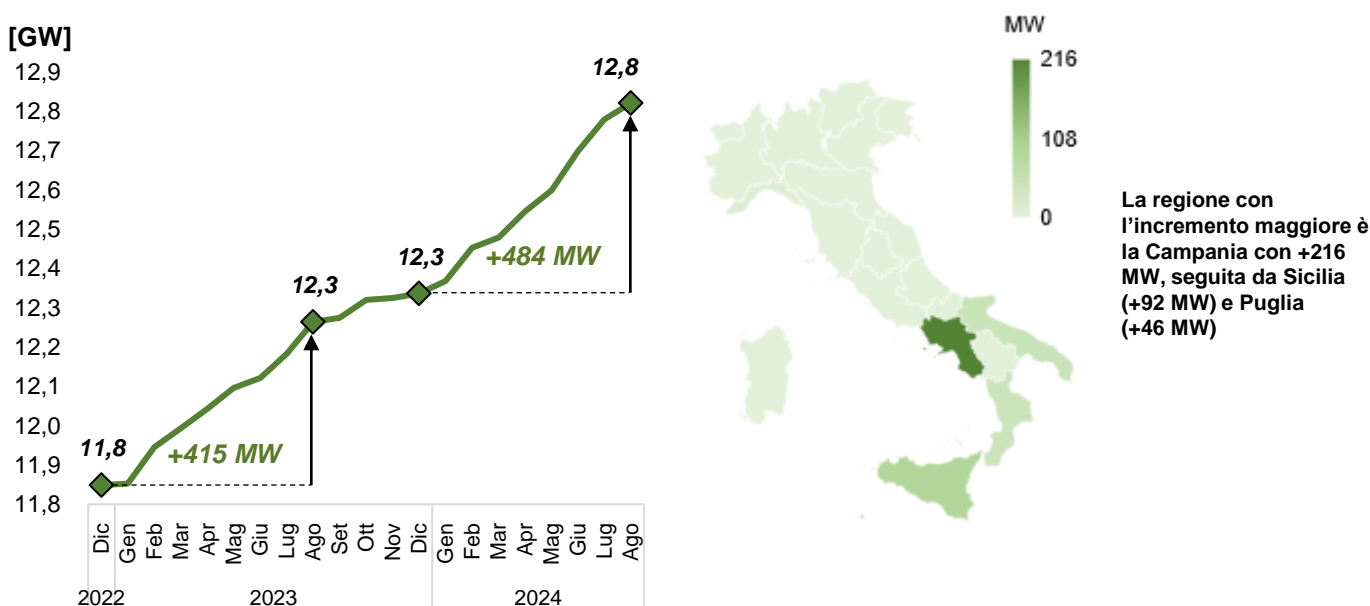 [GW]
12,9
12,8
12,7
12,6
12,5
12,4
12,3
12,2
12,1
12,0
11,9
11,8
11,8
+415 MW
12,3
12,3
+484 MW
12,8
Dic
Gen
Feb
Mar
Apr
Mag
Giu
Lug
Ago
Set
Ott
Nov
Dic
Gen
Feb
Mar
Apr
Mag
Giu
Lug
Ago
2022
2023
2024
MW
216
108
0
La regione con
l'incremento maggiore è
la Campania con +216
MW, seguita da Sicilia
(+92 MW) e Puglia
(+46 MW)